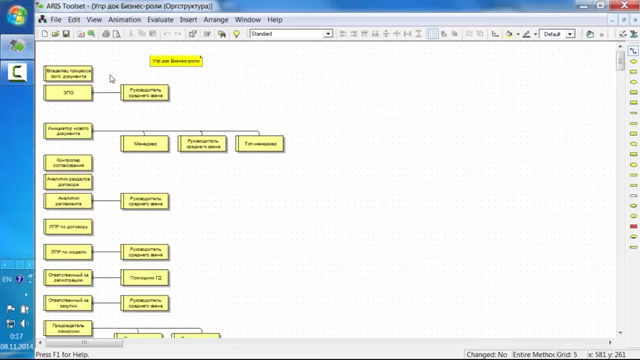 ARIS Toolset - [Упр док Бизнес-роли (Оргструктура)]
File Edit View Animation Evaluate Insert Arrange Window Help
Standard
Default
Упр док Бизнес-роли
Владелец процесса
согл. документа
ЭПО
Руководитель
среднего звена
Инициатор нового
документа
Менеджер
Руководитель
среднего звена
Топ-менеджер
Контролер
согласования
Аналитик разделов
договора
Аналитик
регламента
Руководитель
среднего звена
ЛПР по договору
ЛПР по модели
Руководитель
среднего звена
Ответственный за
регистрации
Помощник ГД
Ответственный за
закупки
Руководитель
среднего звена
Председатель
комиссии
0:17
08.11.2014
Press F1 for Help.
Changed: No
Entire Method
Grid: 5
x: 581 y: 261